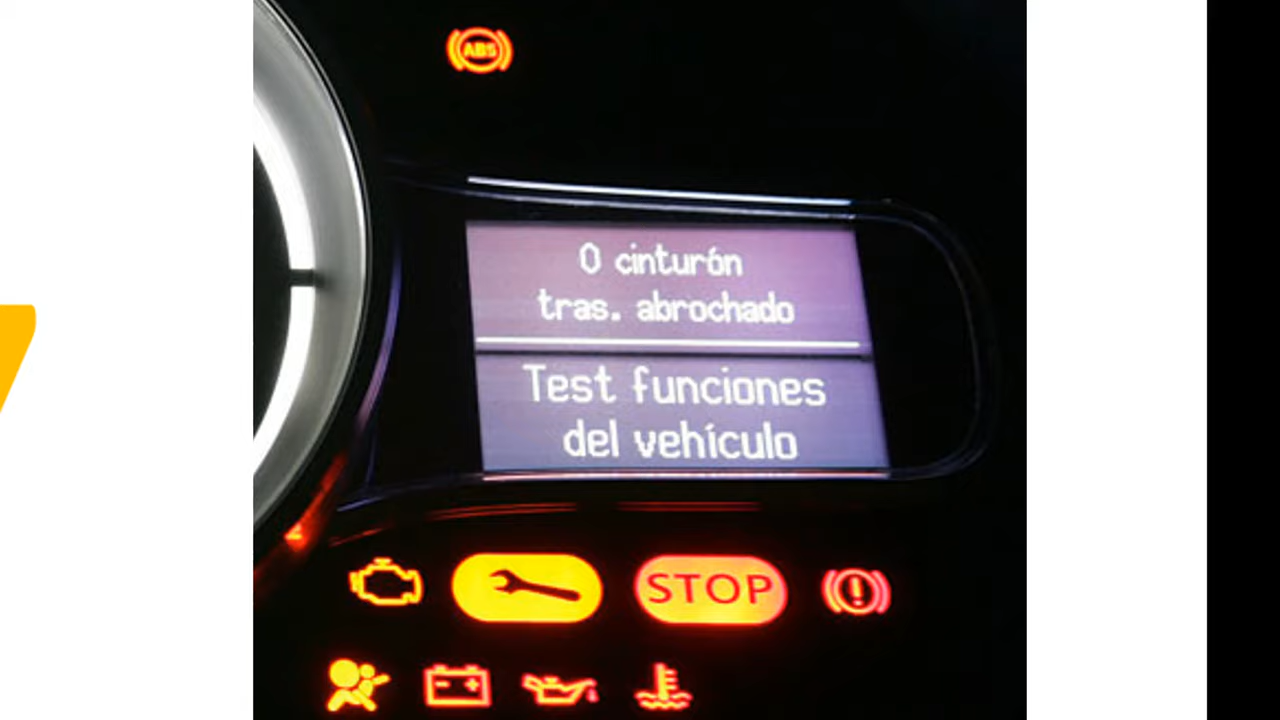 ABS
0 cinturón
tras. abrochado
Test funciones
del vehículo
STOP